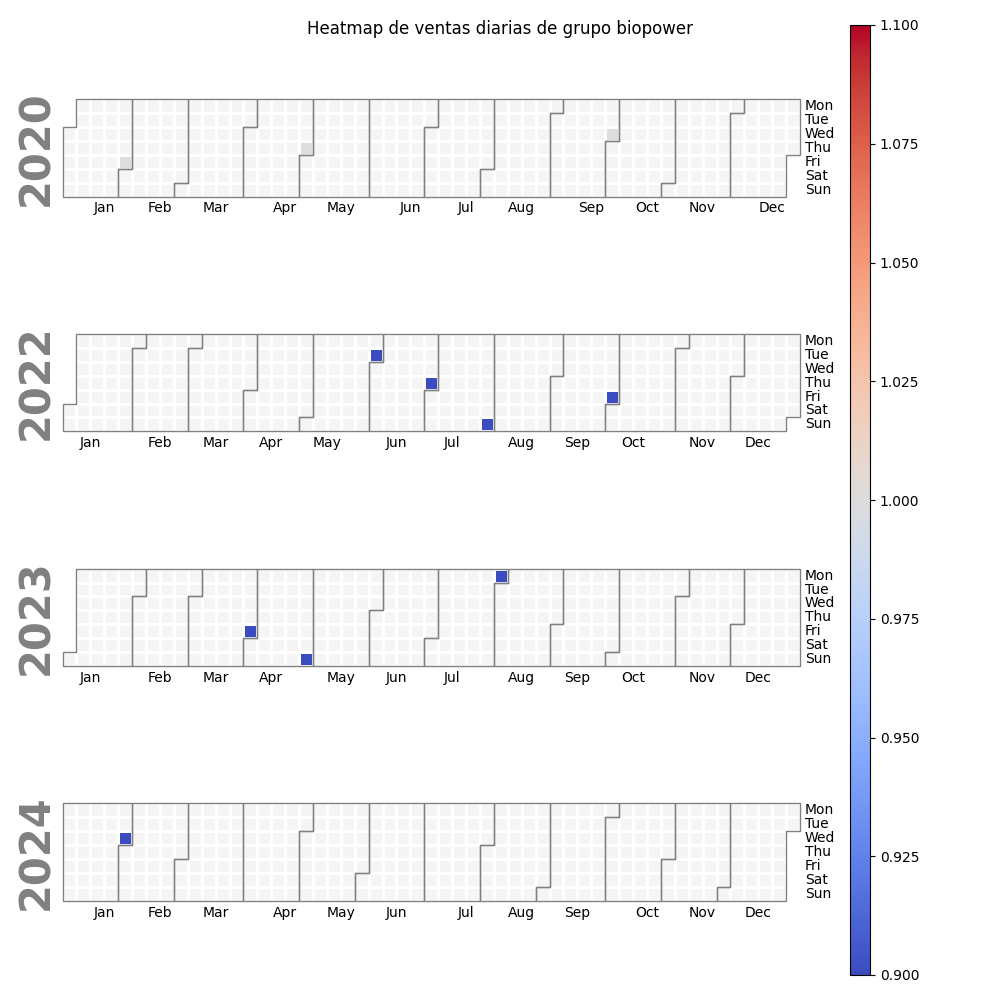 Heatmap de ventas diarias de grupo biopower
2020
Mon
Tue
Wed
Thu
Fri
Sat
Sun
Jan Feb Mar Apr May Jun Jul Aug Sep Oct Nov Dec
2022
Mon
Tue
Wed
Thu
Fri
Sat
Sun
Jan Feb Mar Apr May Jun Jul Aug Sep Oct Nov Dec
2023
Mon
Tue
Wed
Thu
Fri
Sat
Sun
Jan Feb Mar Apr May Jun Jul Aug Sep Oct Nov Dec
2024
Mon
Tue
Wed
Thu
Fri
Sat
Sun
Jan Feb Mar Apr May Jun Jul Aug Sep Oct Nov Dec
1.100
1.075
1.050
1.025
1.000
0.975
0.950
0.925
0.900